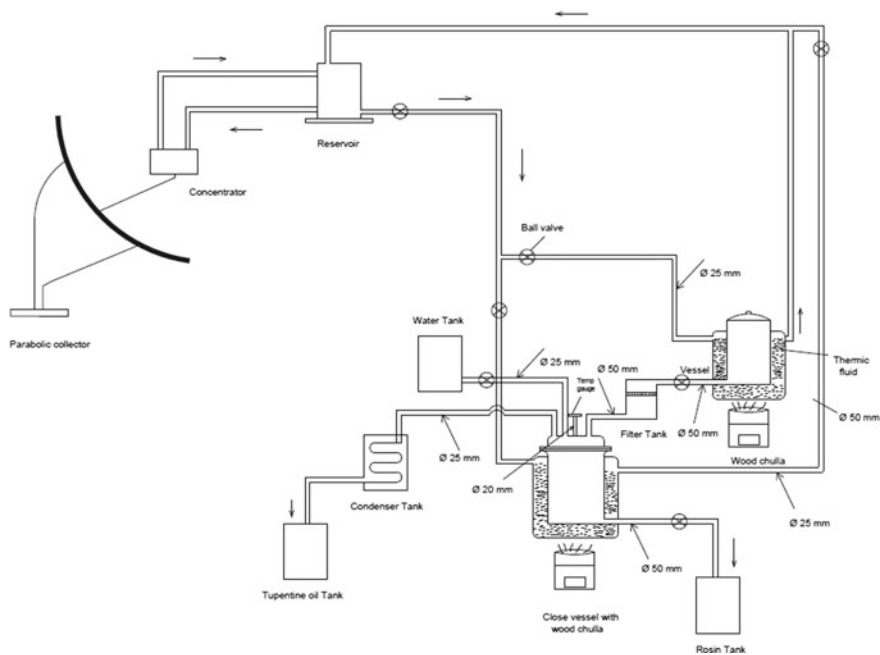 Reservoir
Concentrator
Ball valve
Ø 25 mm
Parabolic collector
Water Tank
Ø 25 mm
Temp
gauge
Ø 50 mm
Vessel
Thermic
fluid
Ø 50 mm
Filter Tank
Ø 50 mm
Wood chulla
Ø 25 mm
Ø 20 mm
Condenser Tank
Ø 25 mm
Ø 50 mm
Tupentine oil Tank
Close vessel with
wood chulla
Rosin Tank